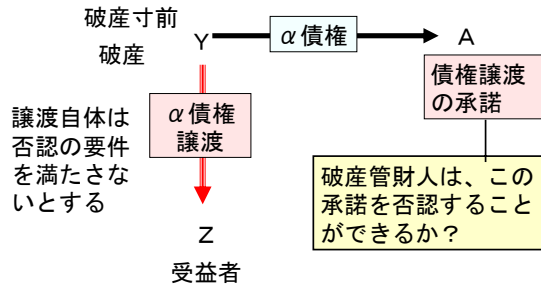 破産寸前
破産
Y
α債権
A
債権譲渡
の承諾
譲渡自体は
否認の要件
を満たさな
いとする
α債権
譲渡
破産管財人は、この
承諾を否認すること
ができるか？
Z
受益者